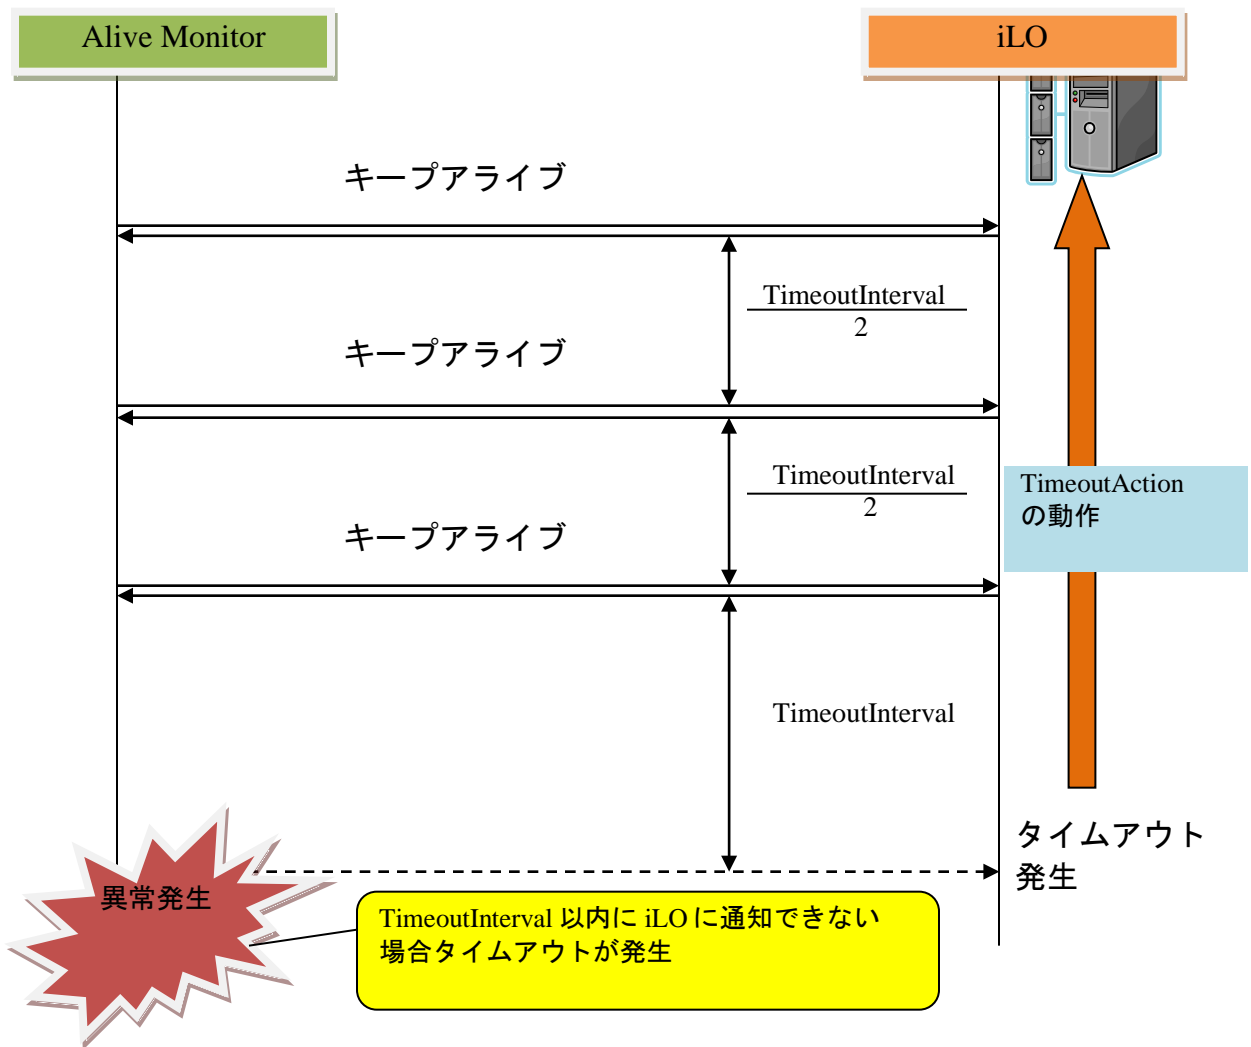 Alive Monitor
iLO
キープアライブ
TimeoutInterval
2
キープアライブ
TimeoutInterval
2
TimeoutAction
の動作
キープアライブ
TimeoutInterval
タイムアウト
発生
異常発生
TimeoutInterval 以内に iLO に通知できない
場合タイムアウトが発生